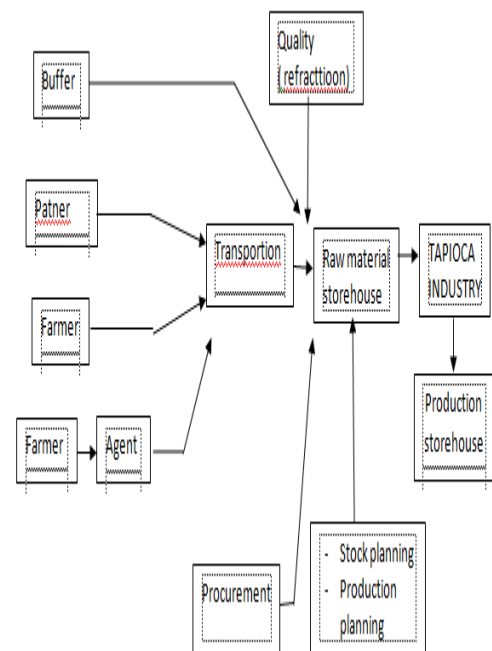 Quality
( refracttioon)
Buffer
Patner
Transportion
Raw material
storehouse
TAPIOCA
INDUSTRY
Farmer
Production
storehouse
Farmer
Agent
- Stock planning
- Production
planning
Procurement